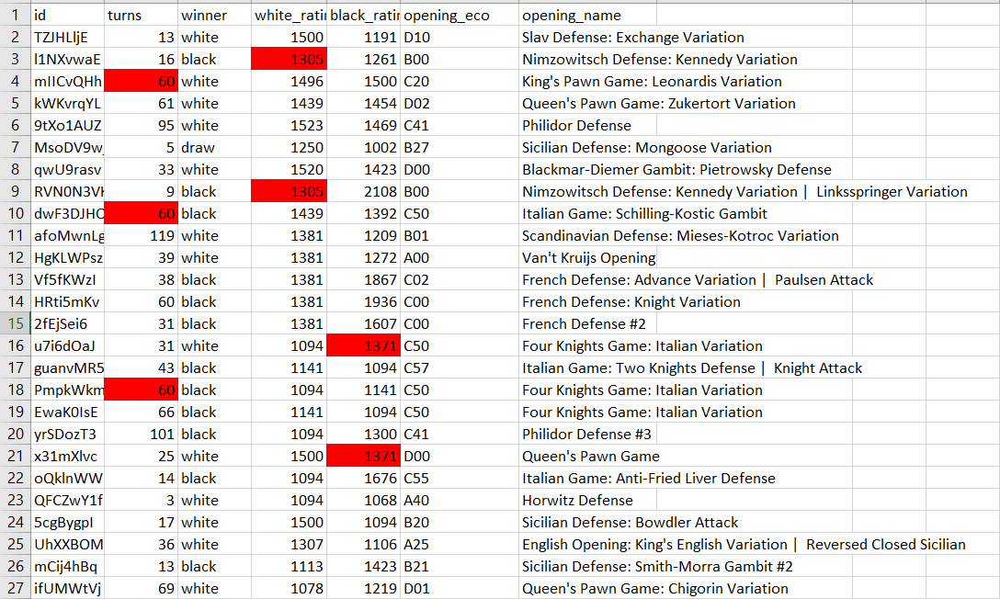 1 id turns winner white_ratin black_ratin opening_eco opening_name
2 TZJHLljE 13 white 1500 1191 D10 Slav Defense: Exchange Variation
3 l1NXvwaE 16 black 1305 1261 B00 Nimzowitsch Defense: Kennedy Variation
4 mIICvQHh 60 white 1496 1500 C20 King's Pawn Game: Leonardis Variation
5 kWKvrqYL 61 white 1439 1454 D02 Queen's Pawn Game: Zukertort Variation
6 9tXo1AUZ 95 white 1523 1469 C41 Philidor Defense
7 MsoDV9w 5 draw 1250 1002 B27 Sicilian Defense: Mongoose Variation
8 qwU9rasv 33 white 1520 1423 D00 Blackmar-Diemer Gambit: Pietrowsky Defense
9 RVN0N3VK 9 black 1305 2108 B00 Nimzowitsch Defense: Kennedy Variation | Linksspringer Variation
10 dwF3DJHO 60 black 1439 1392 C50 Italian Game: Schilling-Kostic Gambit
11 afoMwnLg 119 white 1381 1209 B01 Scandinavian Defense: Mieses-Kotroc Variation
12 HgKLWPsz 39 white 1381 1272 A00 Van't Kruijs Opening
13 Vf5fKWzI 38 black 1381 1867 C02 French Defense: Advance Variation | Paulsen Attack
14 HRti5mKv 60 black 1381 1936 C00 French Defense: Knight Variation
15 2fEjSei6 31 black 1381 1607 C00 French Defense #2
16 u7i6dOaJ 31 white 1094 1371 C50 Four Knights Game: Italian Variation
17 guanvMR5 43 black 1141 1094 C57 Italian Game: Two Knights Defense | Knight Attack
18 PmpkWkm 60 black 1094 1141 C50 Four Knights Game: Italian Variation
19 EwaK0IsE 66 black 1141 1094 C50 Four Knights Game: Italian Variation
20 yrSDozT3 101 black 1094 1300 C41 Philidor Defense #3
21 x31mXlvc 25 white 1500 1371 D00 Queen's Pawn Game
22 oQklnWW 14 black 1094 1676 C55 Italian Game: Anti-Fried Liver Defense
23 QFCZwY1f 3 white 1094 1068 A40 Horwitz Defense
24 5cgBygpI 17 white 1500 1094 B20 Sicilian Defense: Bowdler Attack
25 UhXXBOM 36 white 1307 1106 A25 English Opening: King's English Variation | Reversed Closed Sicilian
26 mCij4hBq 13 black 1113 1423 B21 Sicilian Defense: Smith-Morra Gambit #2
27 ifUMWtVj 69 white 1078 1219 D01 Queen's Pawn Game: Chigorin Variation